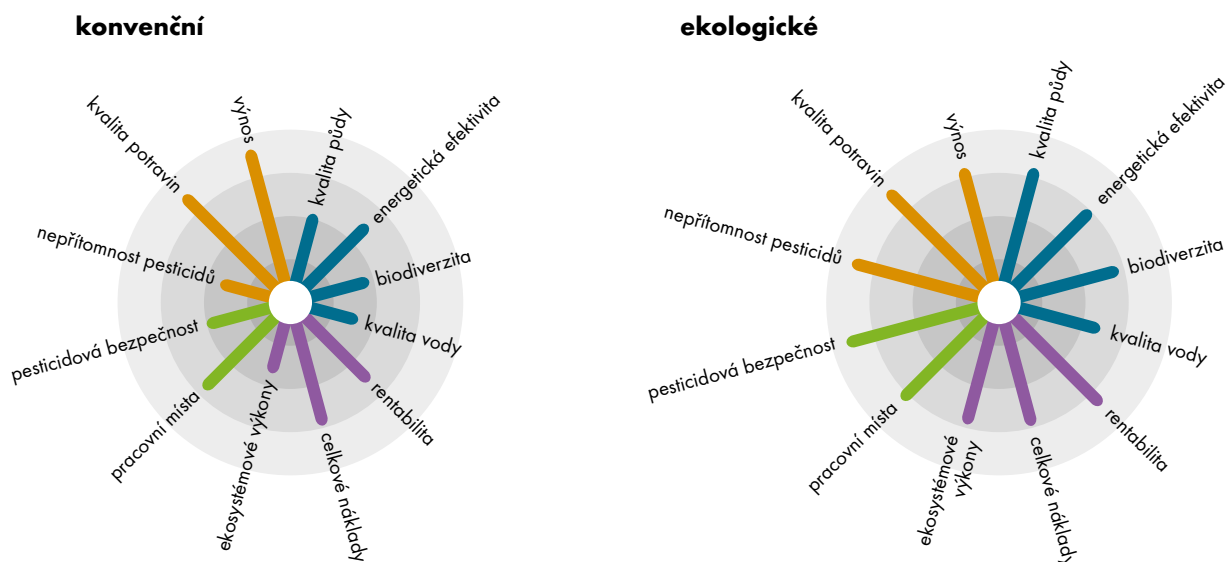 konvenční
kvalita potravin
výnos
kvalita půdy
energetická efektivita
biodiverzita
kvalita vody
rentabilita
celkové náklady
ekosystémové výkony
pracovní místa
pesticidová bezpečnost
nepřítomnost pesticidů
ekologické
kvalita potravin
výnos
kvalita půdy
energetická efektivita
biodiverzita
kvalita vody
rentabilita
celkové náklady
ekosystémové
výkony
pracovní místa
pesticidová bezpečnost
nepřítomnost pesticidů